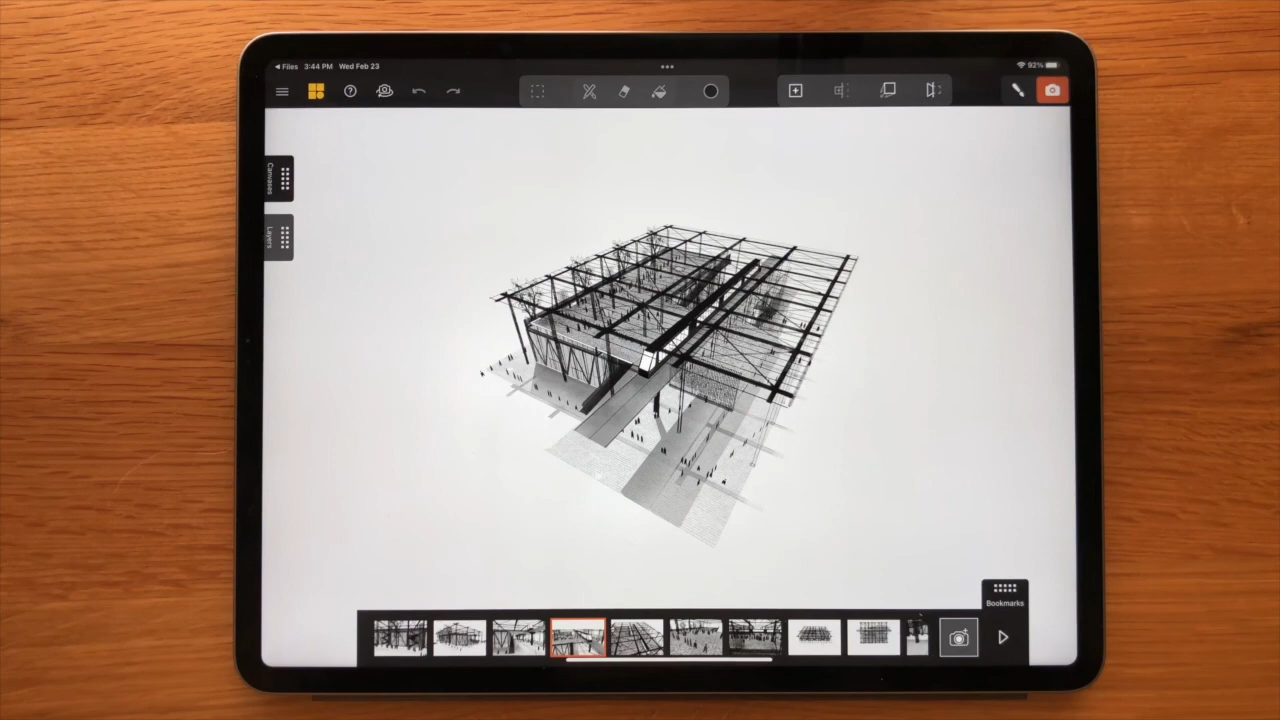 ◀ Files 3:44 PM Wed Feb 23
92%
Canvases
Layers
Bookmarks